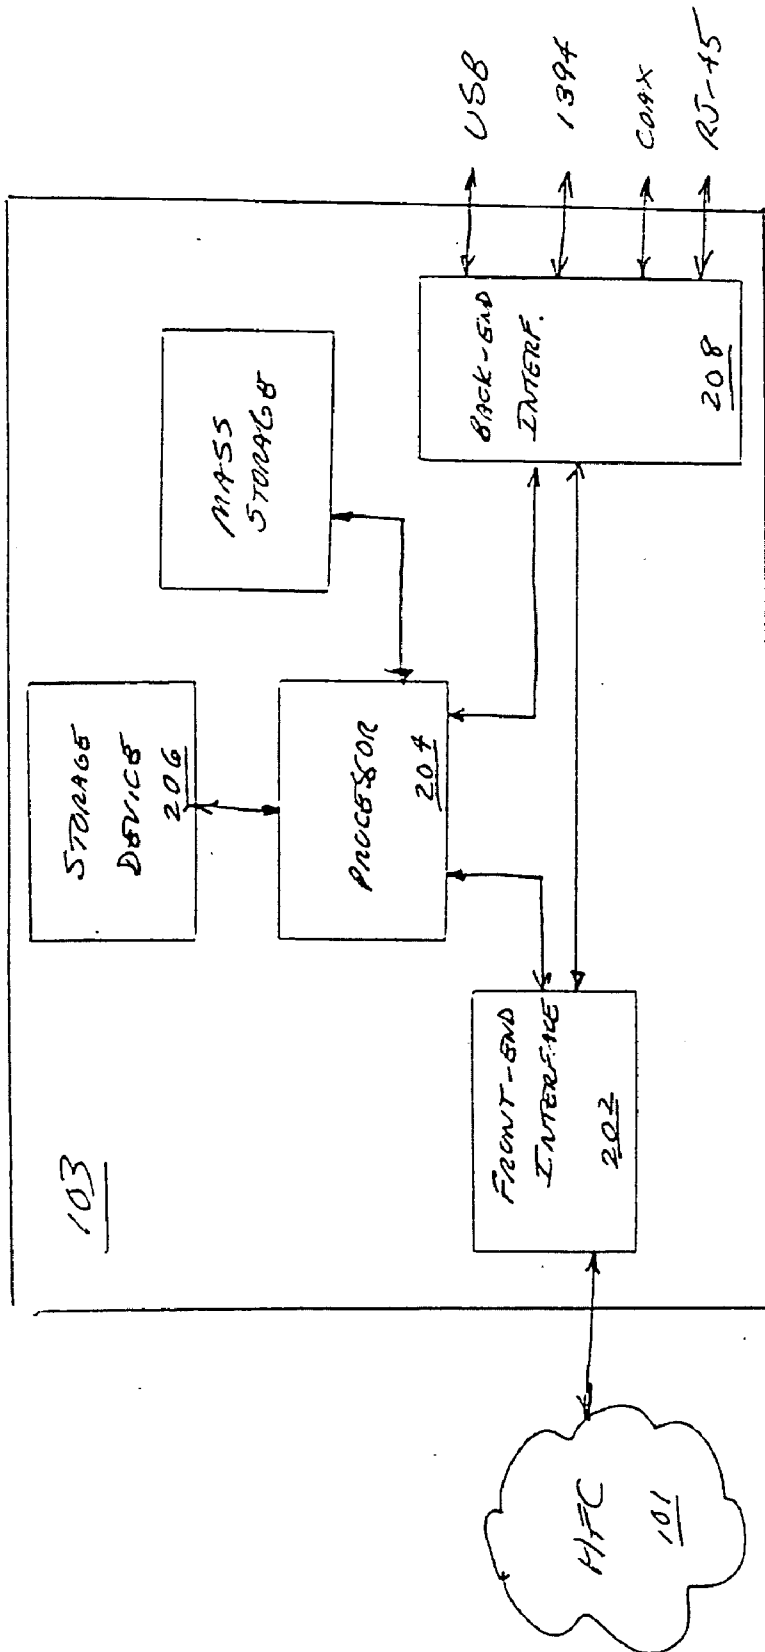 103
STORAGE
DEVICE
206
MASS
STORAGE
PROCESSOR
204
FRONT-END
INTERFACE
202
BACK-END
INTERF.
208
HFC
101
USB
1394
COAX
RJ-45